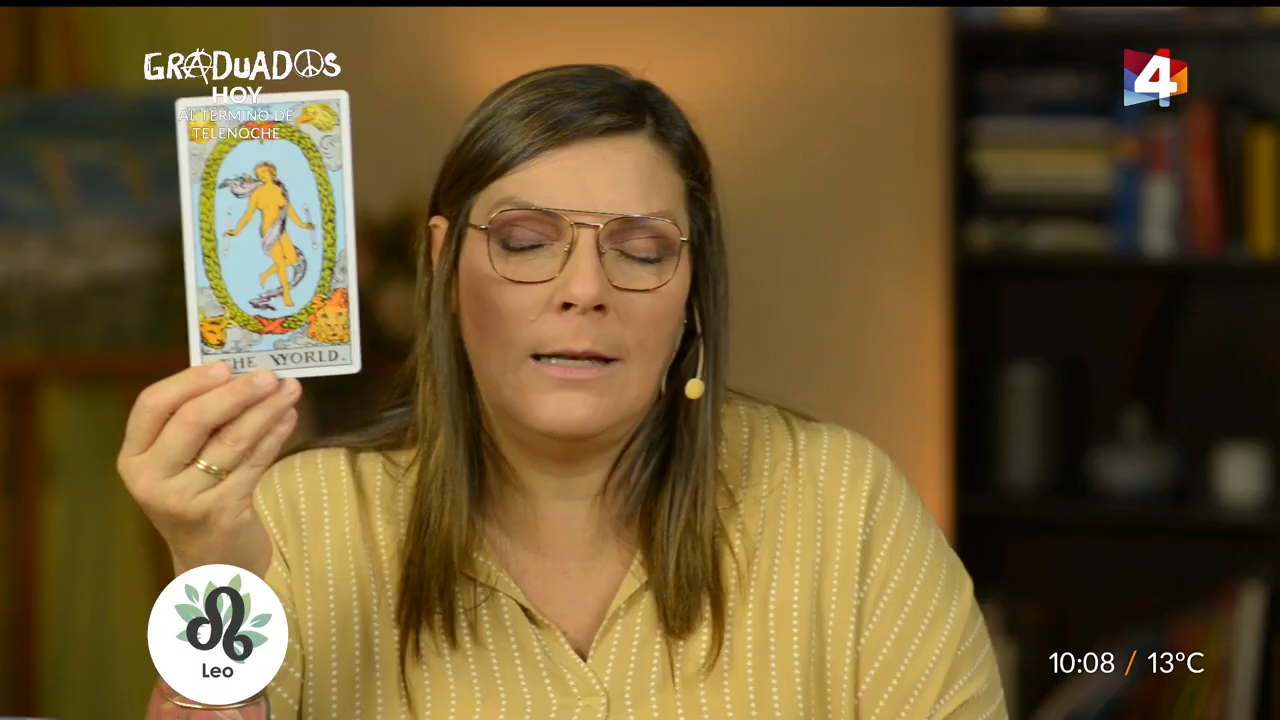 GRADUADOS
HOY
AL TÉRMINO DE
TELENOCHE
4
THE WORLD.
Leo
10:08 / 13°C